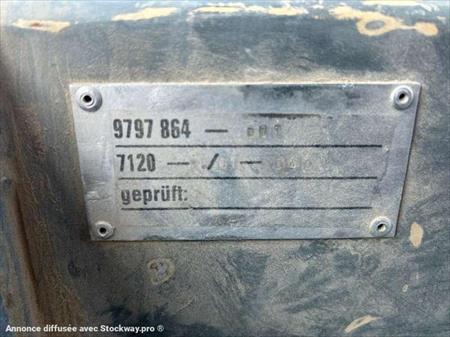 9797 864 —
7120 — / —
geprüft:
Annonce diffusée avec Stockway.pro ®